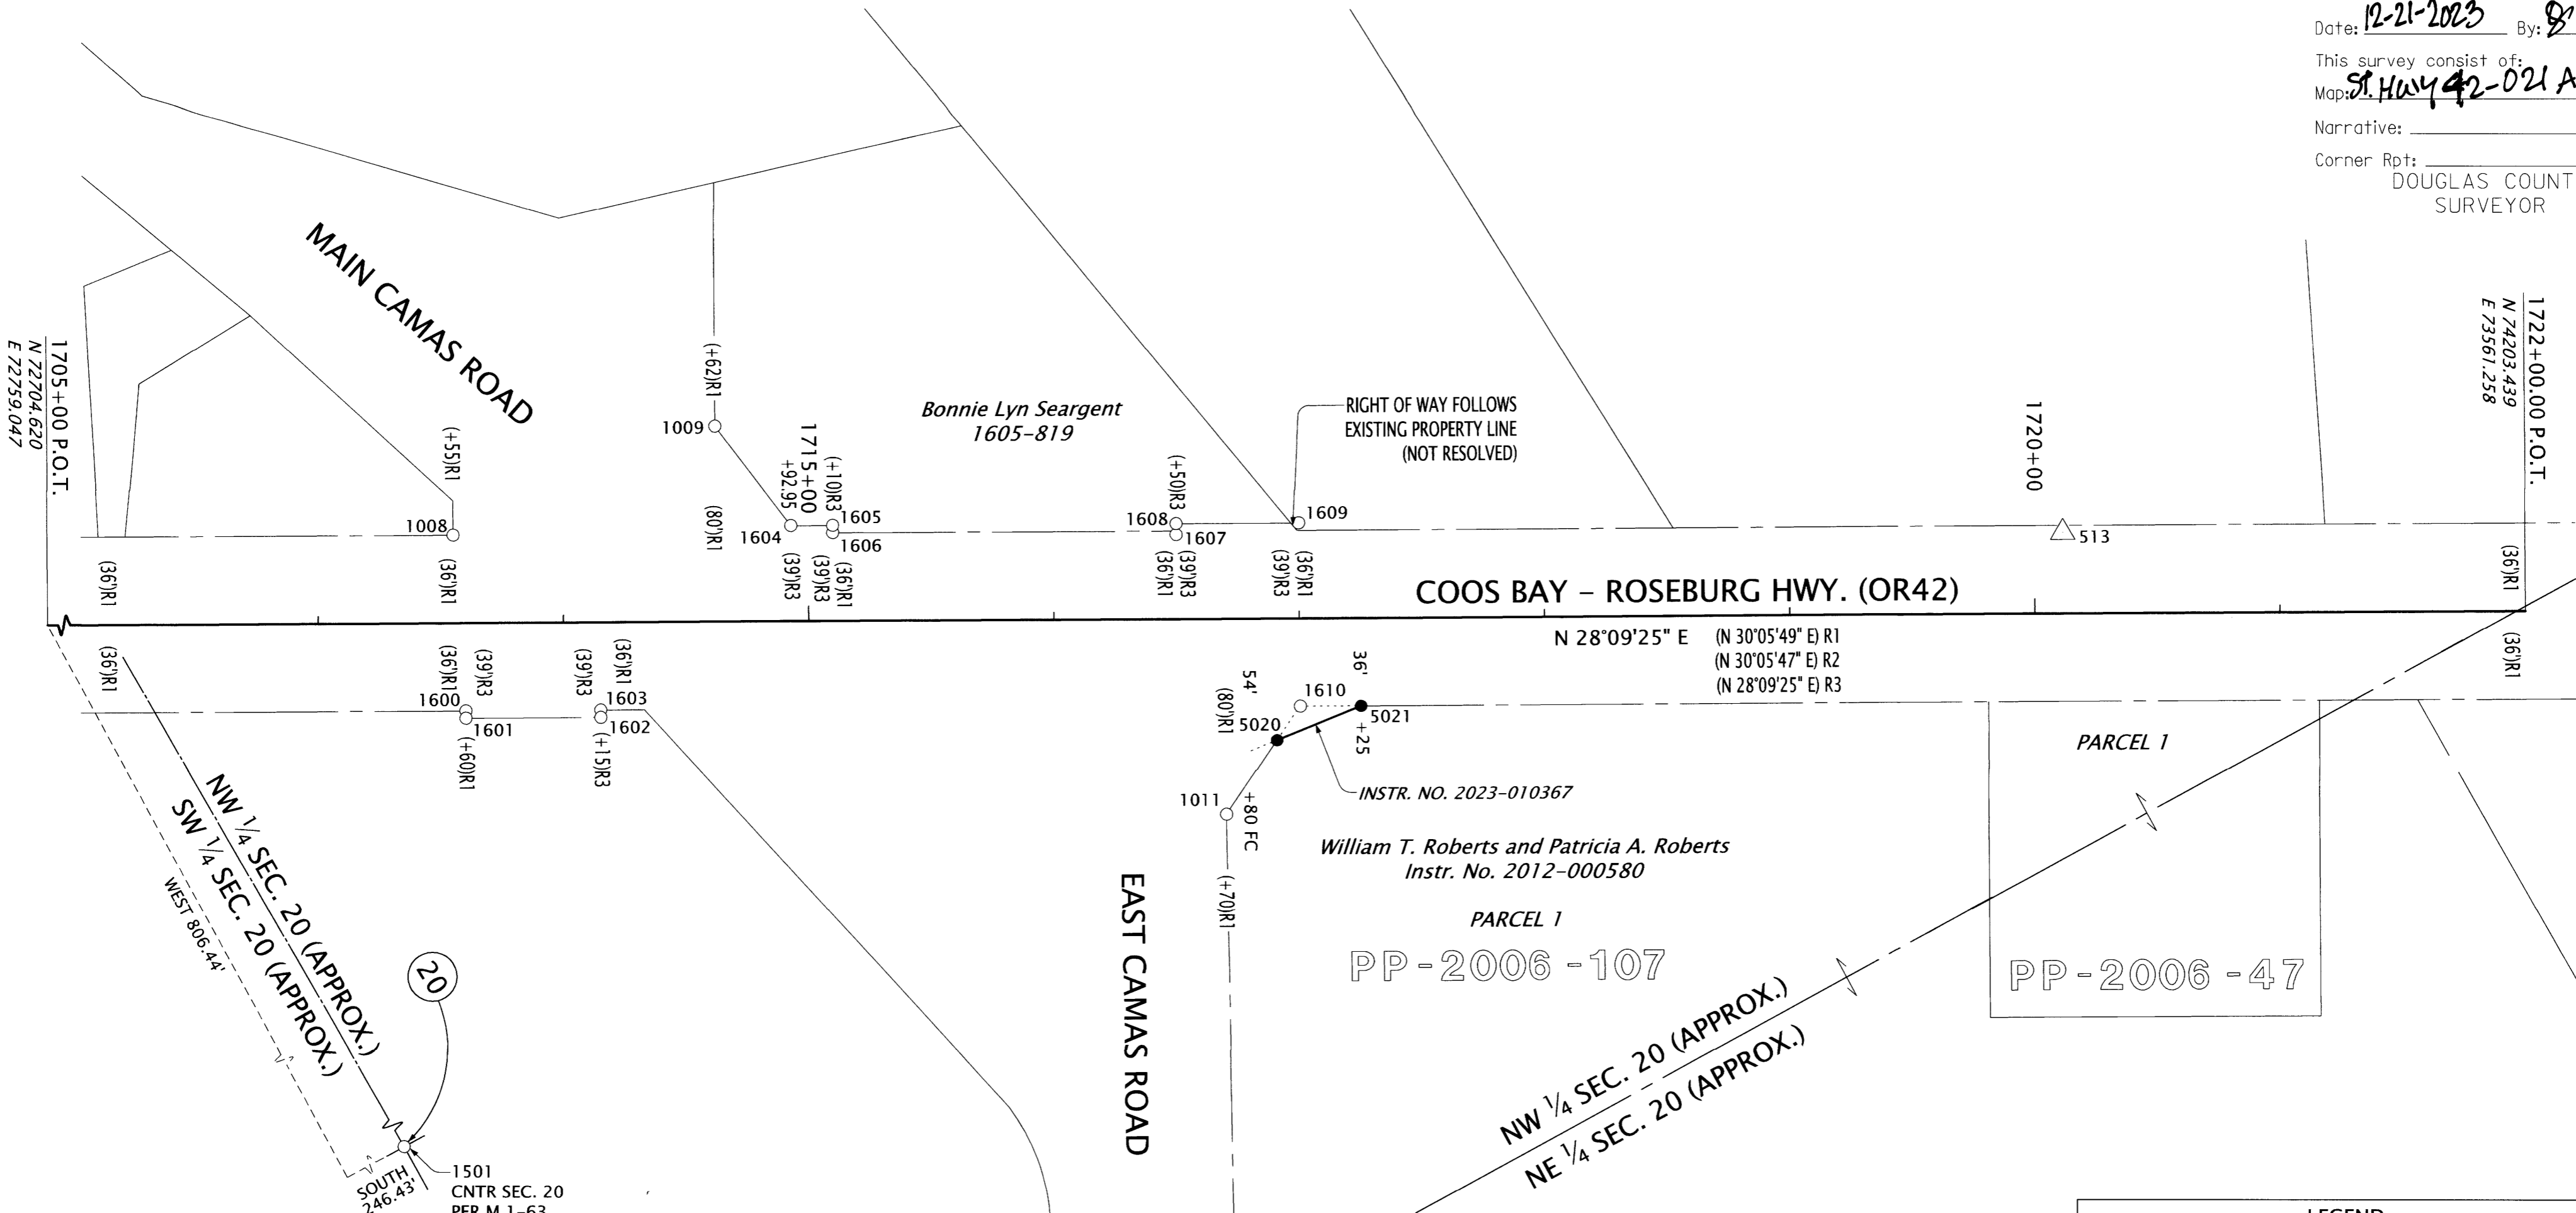 Date: 12-21-2023 By:
This survey consist of:
Map: St. Hwy 42-021 A
Narrative:
Corner Rpt:
DOUGLAS COUNT
SURVEYOR
MAIN CAMAS ROAD
1705+00 P.O.T.
N 72704.620
E 72759.047
(+55)R1
1008
(36')R1
(36')R1
(+62)R1
1009
(80')R1
1715+00
+92.95
(+10)R3
1604
1605
1606
(39')R3
(39')R3
(36')R1
Bonnie Lyn Seargent
1605-819
(+50)R3
1608
1607
(36')R1
(39')R3
RIGHT OF WAY FOLLOWS
EXISTING PROPERTY LINE
(NOT RESOLVED)
1609
(39')R3
(36')R1
1720+00
513
1722+00.00 P.O.T.
N 74203.439
E 73561.258
(36')R1
COOS BAY - ROSEBURG HWY. (OR42)
N 28°09'25" E
(N 30°05'49" E) R1
(N 30°05'47" E) R2
(N 28°09'25" E) R3
(36')R1
(36')R1
(36')R1
(39')R3
1600
1601
(+60)R1
(39')R3
(36')R1
1603
1602
(+15)R3
54'
(80')R1
36'
1610
5020
5021
+25
INSTR. NO. 2023-010367
1011
+80 FC
(+70)R1
EAST CAMAS ROAD
William T. Roberts and Patricia A. Roberts
Instr. No. 2012-000580
PARCEL 1
PP-2006-107
PARCEL 1
PP-2006-47
NW 1/4 SEC. 20 (APPROX.)
SW 1/4 SEC. 20 (APPROX.)
WEST 806.44'
20
SOUTH
246.43'
1501
CNTR SEC. 20
PER M 1-63
NW 1/4 SEC. 20 (APPROX.)
NE 1/4 SEC. 20 (APPROX.)
LEGEND